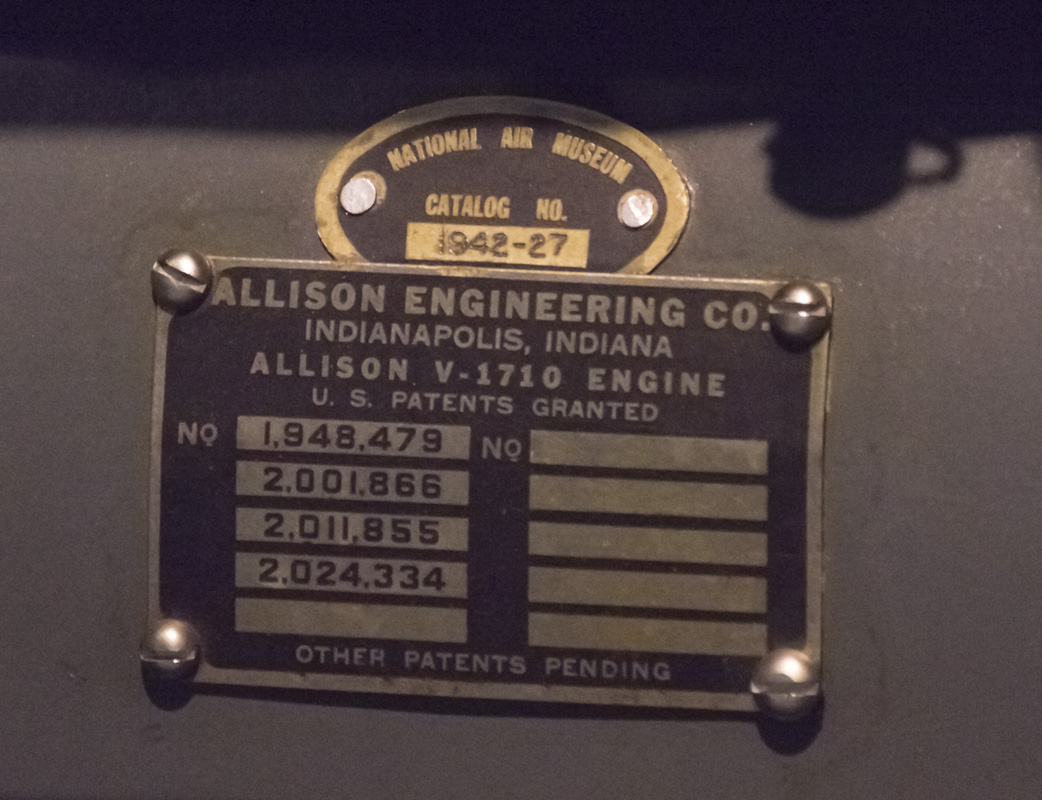 NATIONAL AIR MUSEUM
CATALOG NO.
1942-27
ALLISON ENGINEERING CO.
INDIANAPOLIS, INDIANA
ALLISON V-1710 ENGINE
U. S. PATENTS GRANTED
NO 1,948,479 NO
2,001,866
2,011,855
2,024,334
OTHER PATENTS PENDING